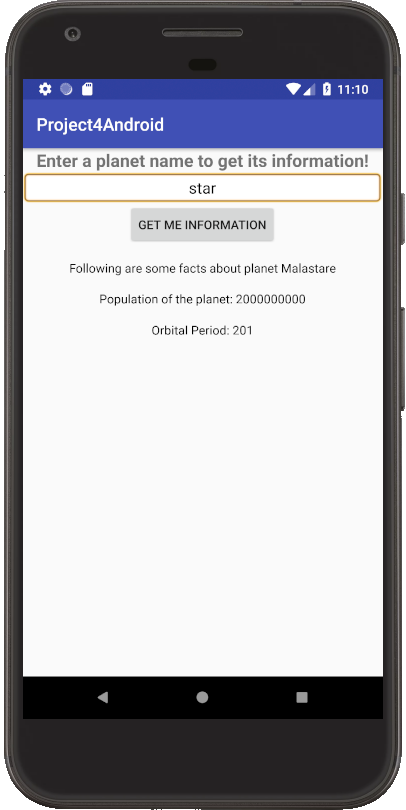 11:10
Project4Android
Enter a planet name to get its information!
star
GET ME INFORMATION
Following are some facts about planet Malastare
Population of the planet: 2000000000
Orbital Period: 201